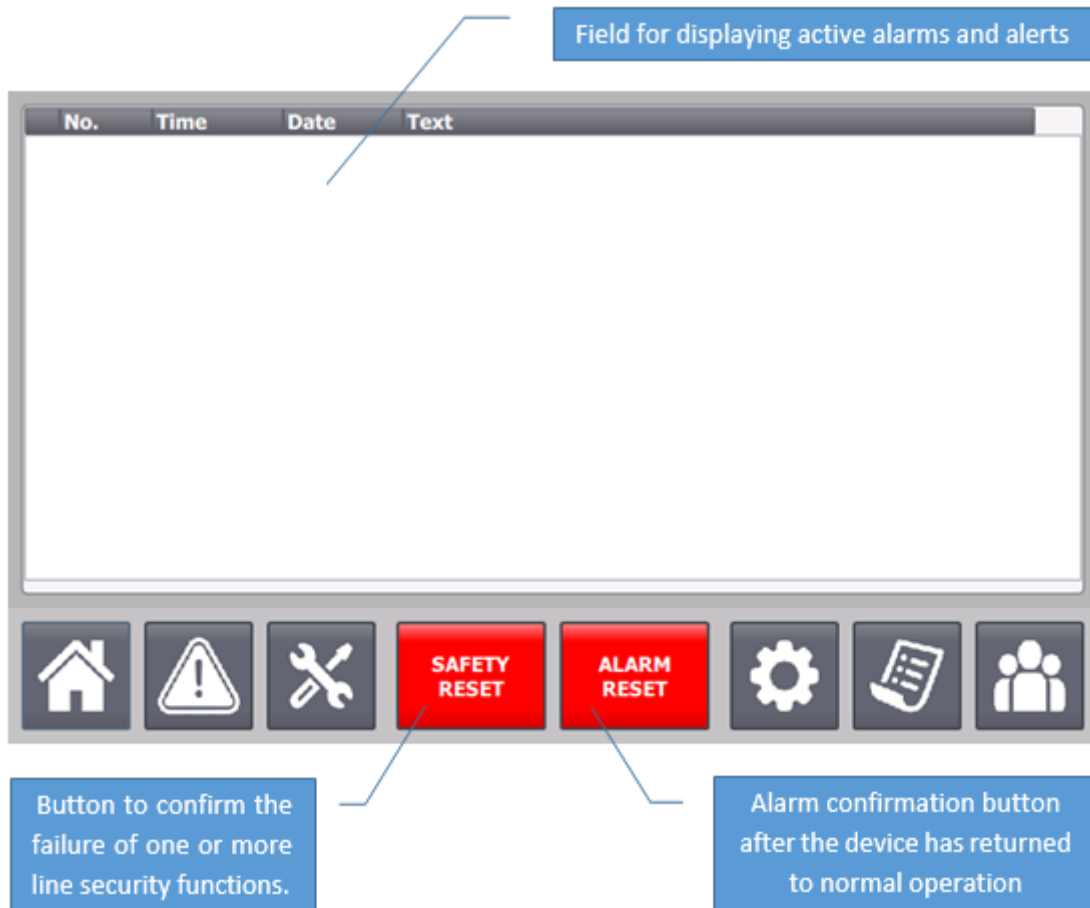 Field for displaying active alarms and alerts
No. Time Date Text
SAFETY
RESET
ALARM
RESET
Button to confirm the
failure of one or more
line security functions.
Alarm confirmation button
after the device has returned
to normal operation